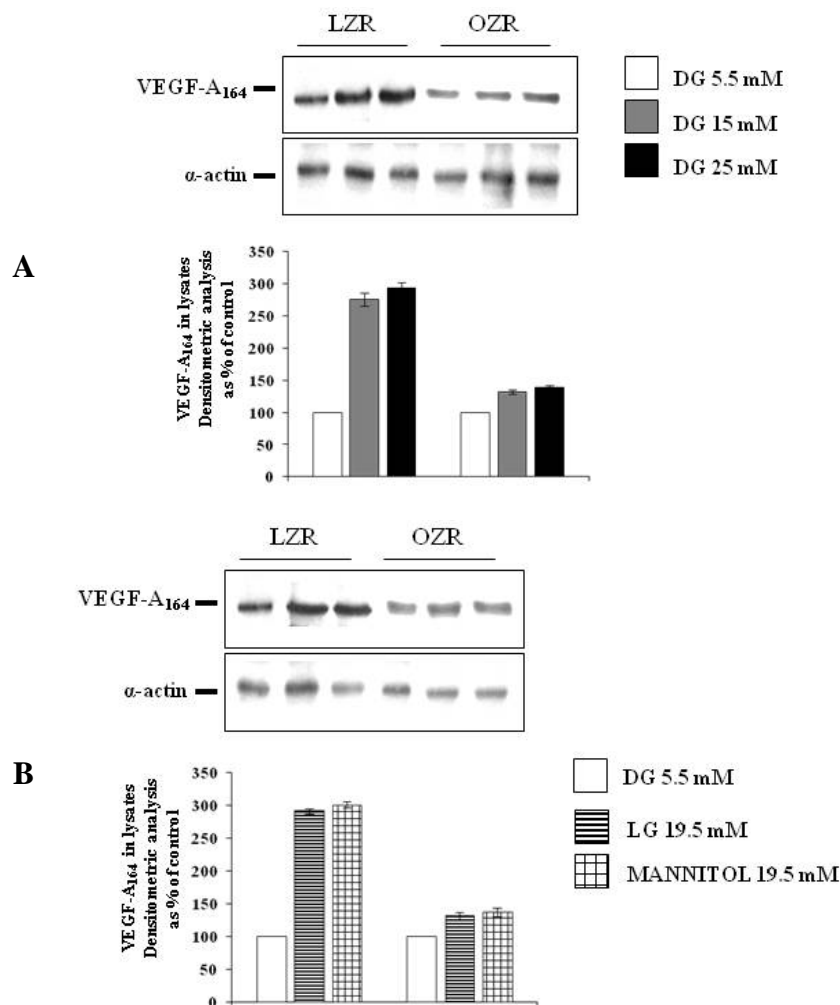 LZR OZR
VEGF-A164
α-actin
DG 5.5 mM
DG 15 mM
DG 25 mM
A
VEGF-A164 in lysates
Densitometric analysis
as % of control
350
300
250
200
150
100
50
0
LZR OZR
VEGF-A164
α-actin
B
VEGF-A164 in lysates
Densitometric analysis
as % of control
350
300
250
200
150
100
50
0
DG 5.5 mM
LG 19.5 mM
MANNITOL 19.5 mM